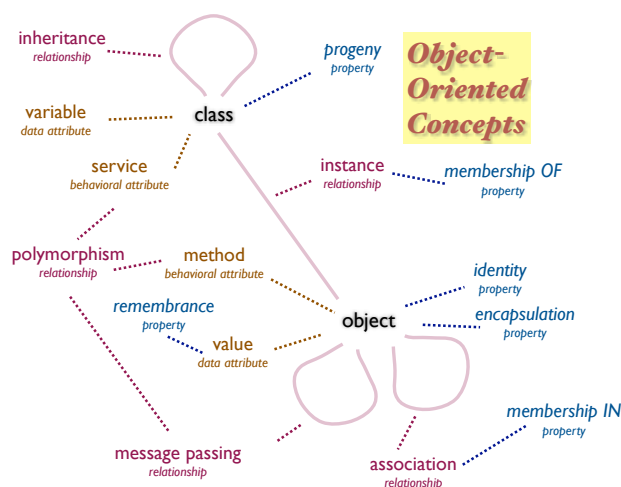 Object-
Oriented
Concepts
inheritance
relationship
progeny
property
variable
data attribute
class
service
behavioral attribute
instance
relationship
membership OF
property
polymorphism
relationship
method
behavioral attribute
identity
property
remembrance
property
encapsulation
property
object
value
data attribute
membership IN
property
message passing
relationship
association
relationship